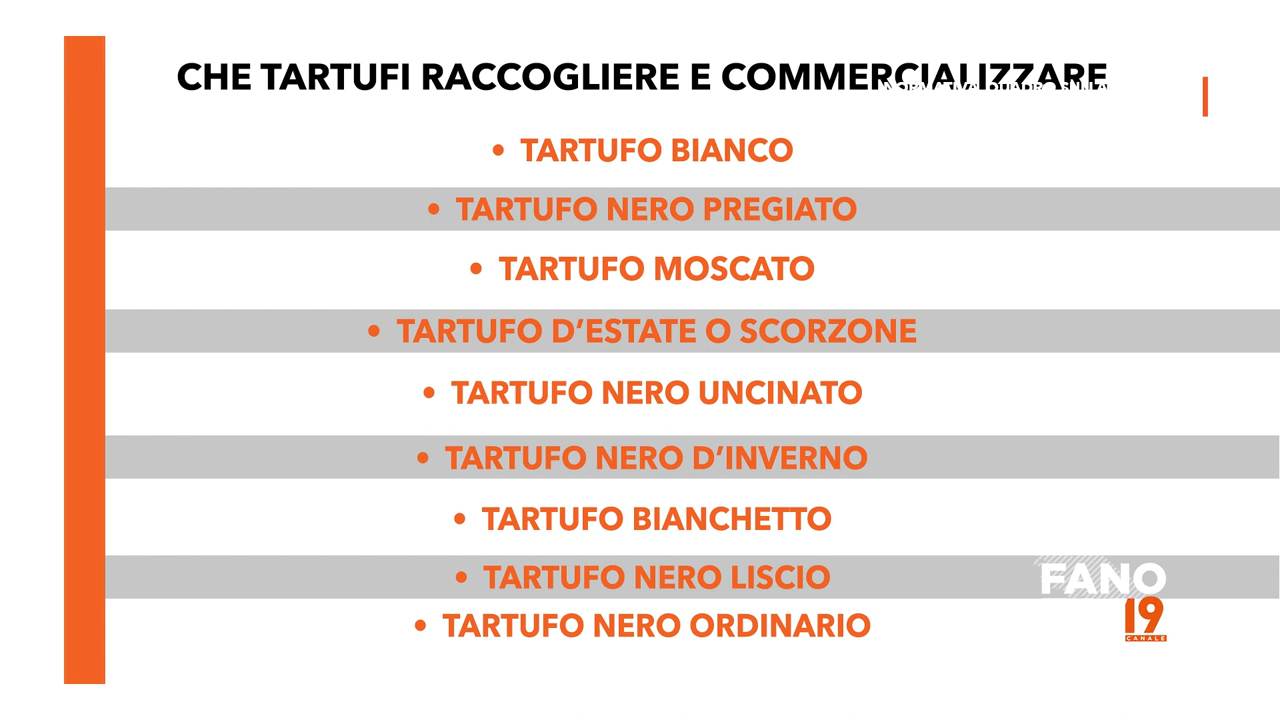 CHE TARTUFI RACCOGLIERE E COMMERCIALIZZARE
• TARTUFO BIANCO
• TARTUFO NERO PREGIATO
• TARTUFO MOSCATO
• TARTUFO D’ESTATE O SCORZONE
• TARTUFO NERO UNCINATO
• TARTUFO NERO D’INVERNO
• TARTUFO BIANCHETTO
• TARTUFO NERO LISCIO
• TARTUFO NERO ORDINARIO
FANO
19
CANALE